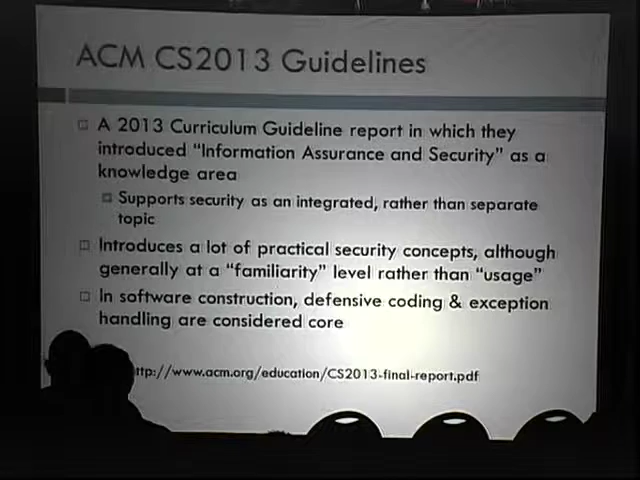 ACM CS2013 Guidelines
A 2013 Curriculum Guideline report in which they
introduced “Information Assurance and Security” as a
knowledge area
Supports security as an integrated, rather than separate
topic
Introduces a lot of practical security concepts, although
generally at a “familiarity” level rather than “usage”
In software construction, defensive coding & exception
handling are considered core
ttp://www.acm.org/education/CS2013-final-report.pdf